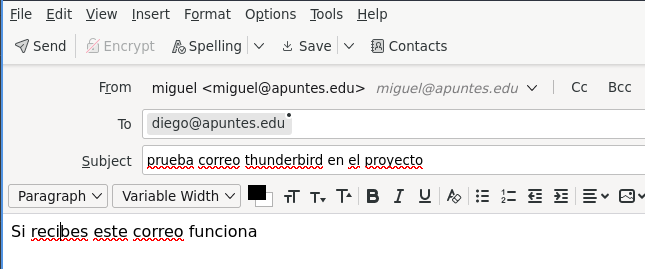 File Edit View Insert Format Options Tools Help
Send Encrypt Spelling Save Contacts
From miguel <miguel@apuntes.edu> miguel@apuntes.edu Cc Bcc
To diego@apuntes.edu
Subject prueba correo thunderbird en el proyecto
Paragraph Variable Width B I U
Si recibes este correo funciona